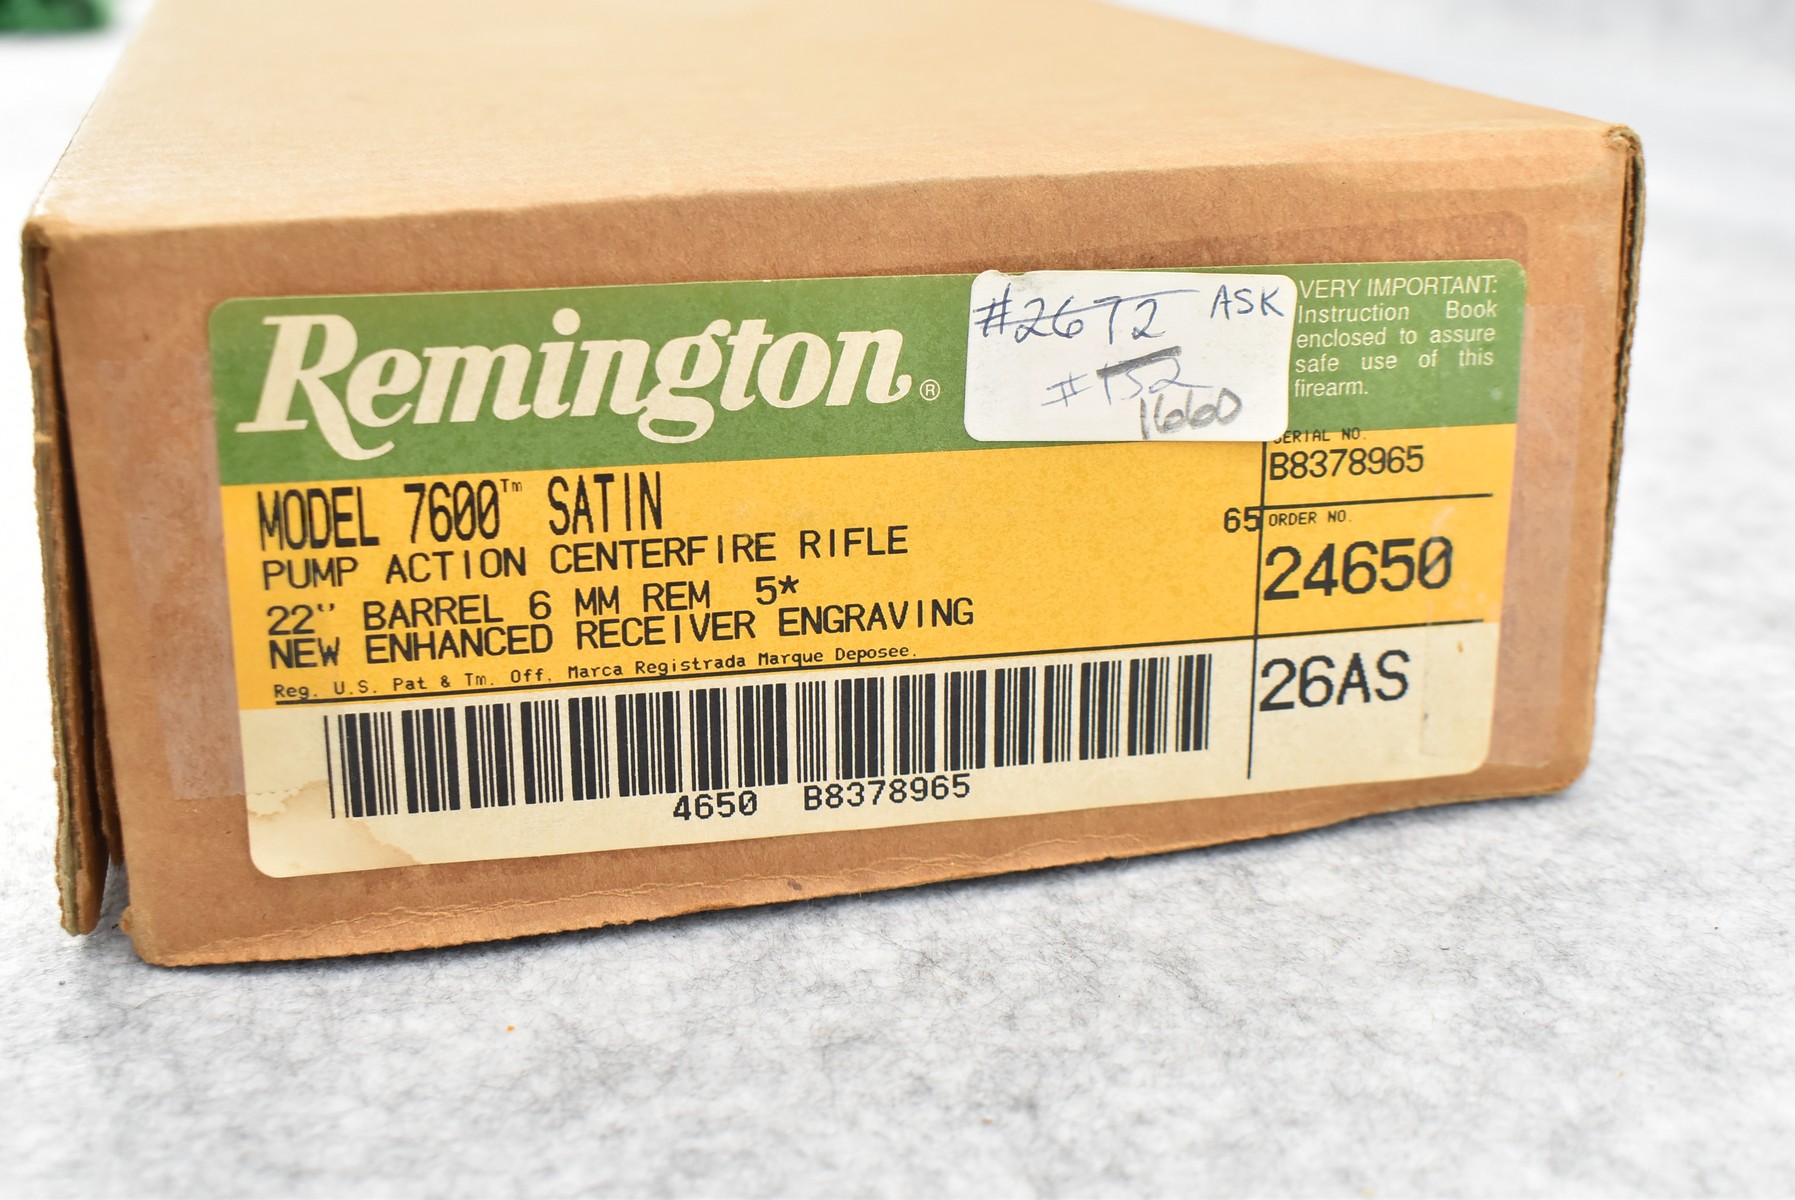 Remington®
#2672 ASK
#152
1660
VERY IMPORTANT:
Instruction Book
enclosed to assure
safe use of this
firearm.
MODEL 7600™ SATIN
PUMP ACTION CENTERFIRE RIFLE
22" BARREL 6 MM REM 5*
NEW ENHANCED RECEIVER ENGRAVING
Reg. U.S. Pat & Tm. Off. Marca Registrada Marque Deposee.
4650 B8378965
SERIAL NO.
B8378965
65
ORDER NO.
24650
26AS